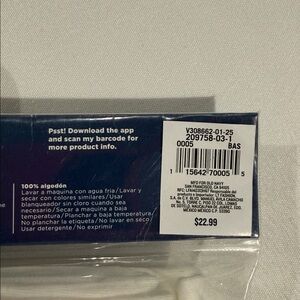 Psst! Download the app
and scan my barcode for
more product info.
100% algodón
Lavar a maquina con agua fria/Lavar y
secar con colores similares/Usar
blanqueador sin cloro cuando sea
necesario/Secar a maquina a baja
temperatura/Planchar a baja temperatura/
No planchar la etiqueta/No lavar en seco
Usar detergente/No exprimir
V308662-01-25
209758-03-1
0005 BAS
1 15642 70005 5
MFD FOR OLD NAVY
SAN FRANCISCO, CA 94105
$22.99